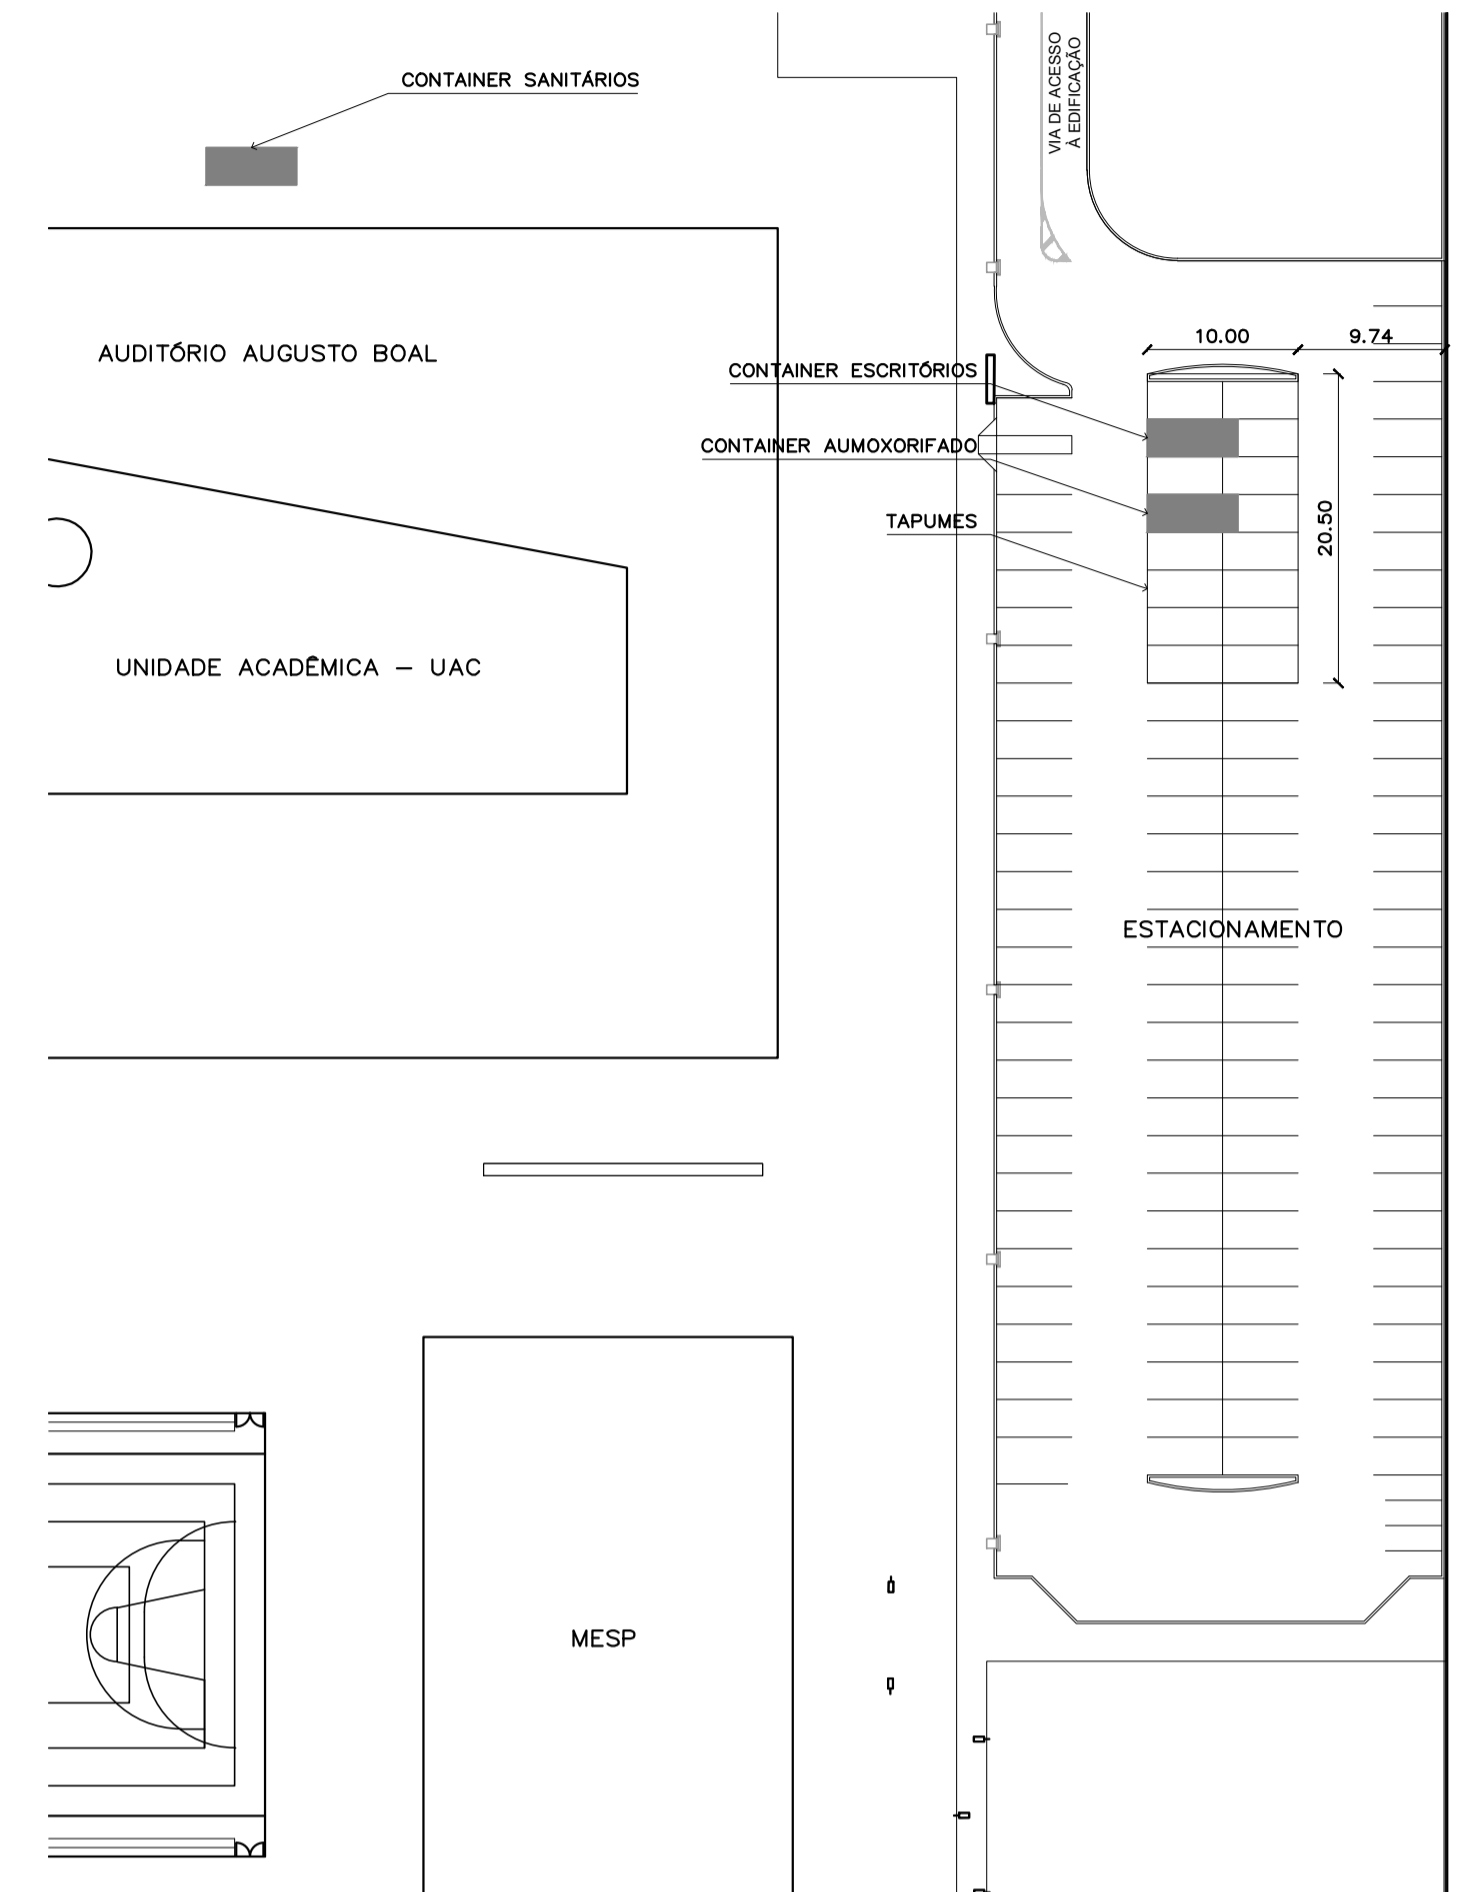 CONTAINER SANITÁRIOS
VIA DE ACESSO
À EDIFICAÇÃO
10.00
9.74
AUDITÓRIO AUGUSTO BOAL
CONTAINER ESCRITÓRIOS
CONTAINER AUMOXORIFADO
TAPUMES
20.50
UNIDADE ACADÊMICA – UAC
ESTACIONAMENTO
MESP